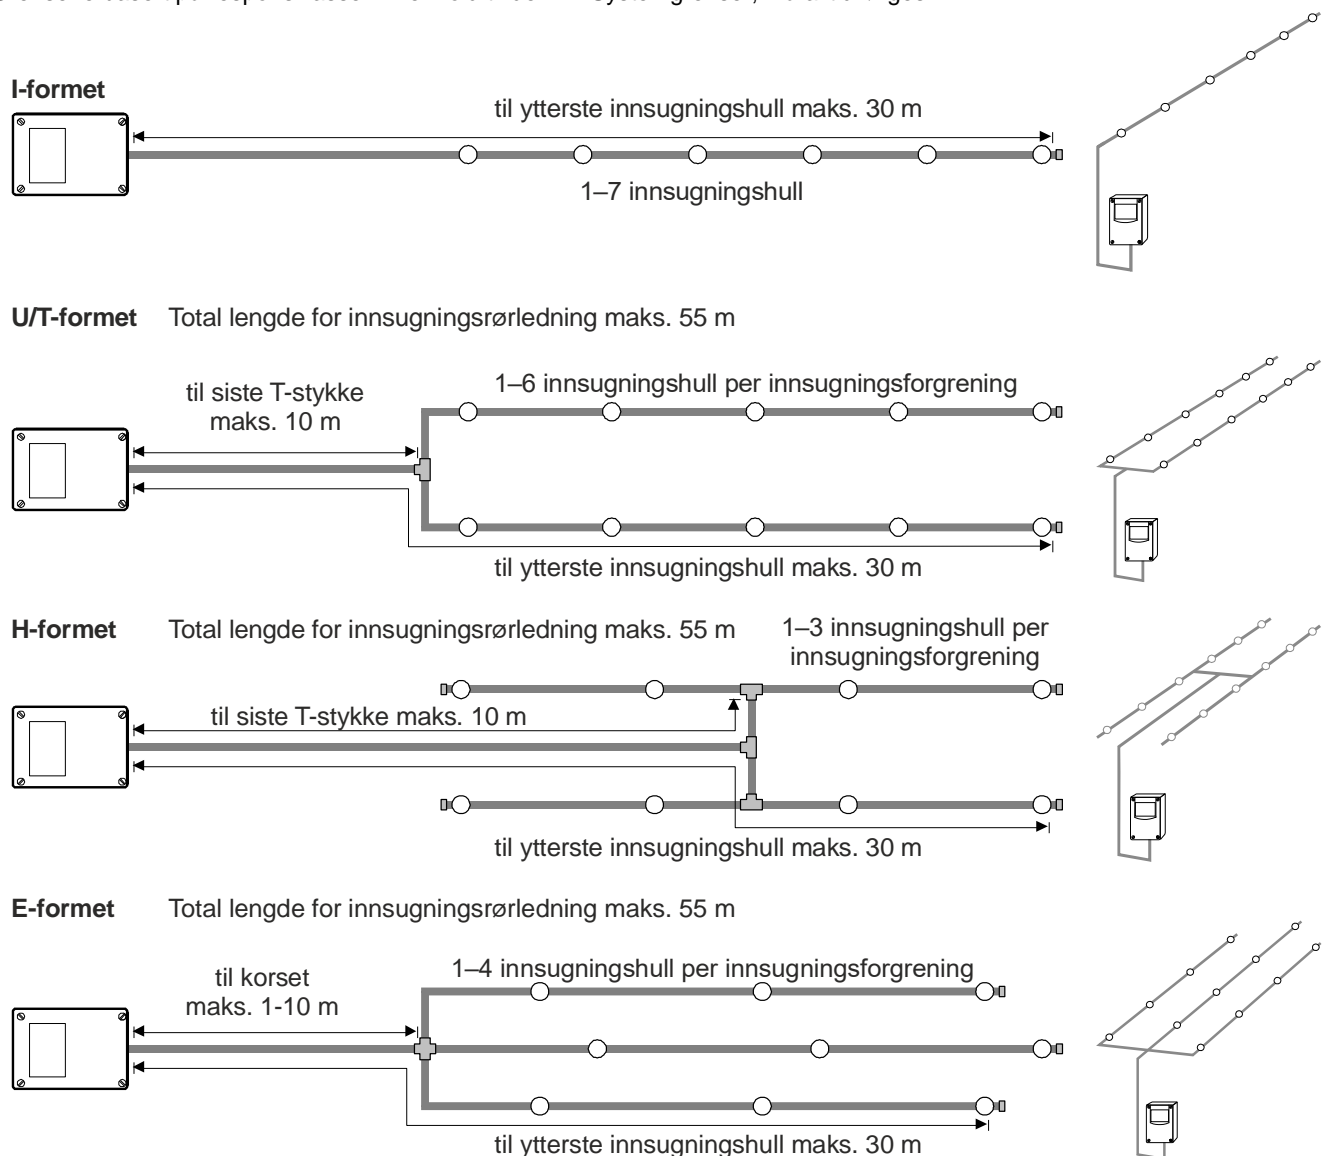 I-formet
til ytterste innsugningshull maks. 30 m
1–7 innsugningshull
U/T-formet Total lengde for innsugningsrørledning maks. 55 m
til siste T-stykke
maks. 10 m
1–6 innsugningshull per innsugningsforgrening
til ytterste innsugningshull maks. 30 m
H-formet Total lengde for innsugningsrørledning maks. 55 m
1–3 innsugningshull per
innsugningsforgrening
til siste T-stykke maks. 10 m
til ytterste innsugningshull maks. 30 m
E-formet Total lengde for innsugningsrørledning maks. 55 m
til korset
maks. 1-10 m
1–4 innsugningshull per innsugningsforgrening
til ytterste innsugningshull maks. 30 m